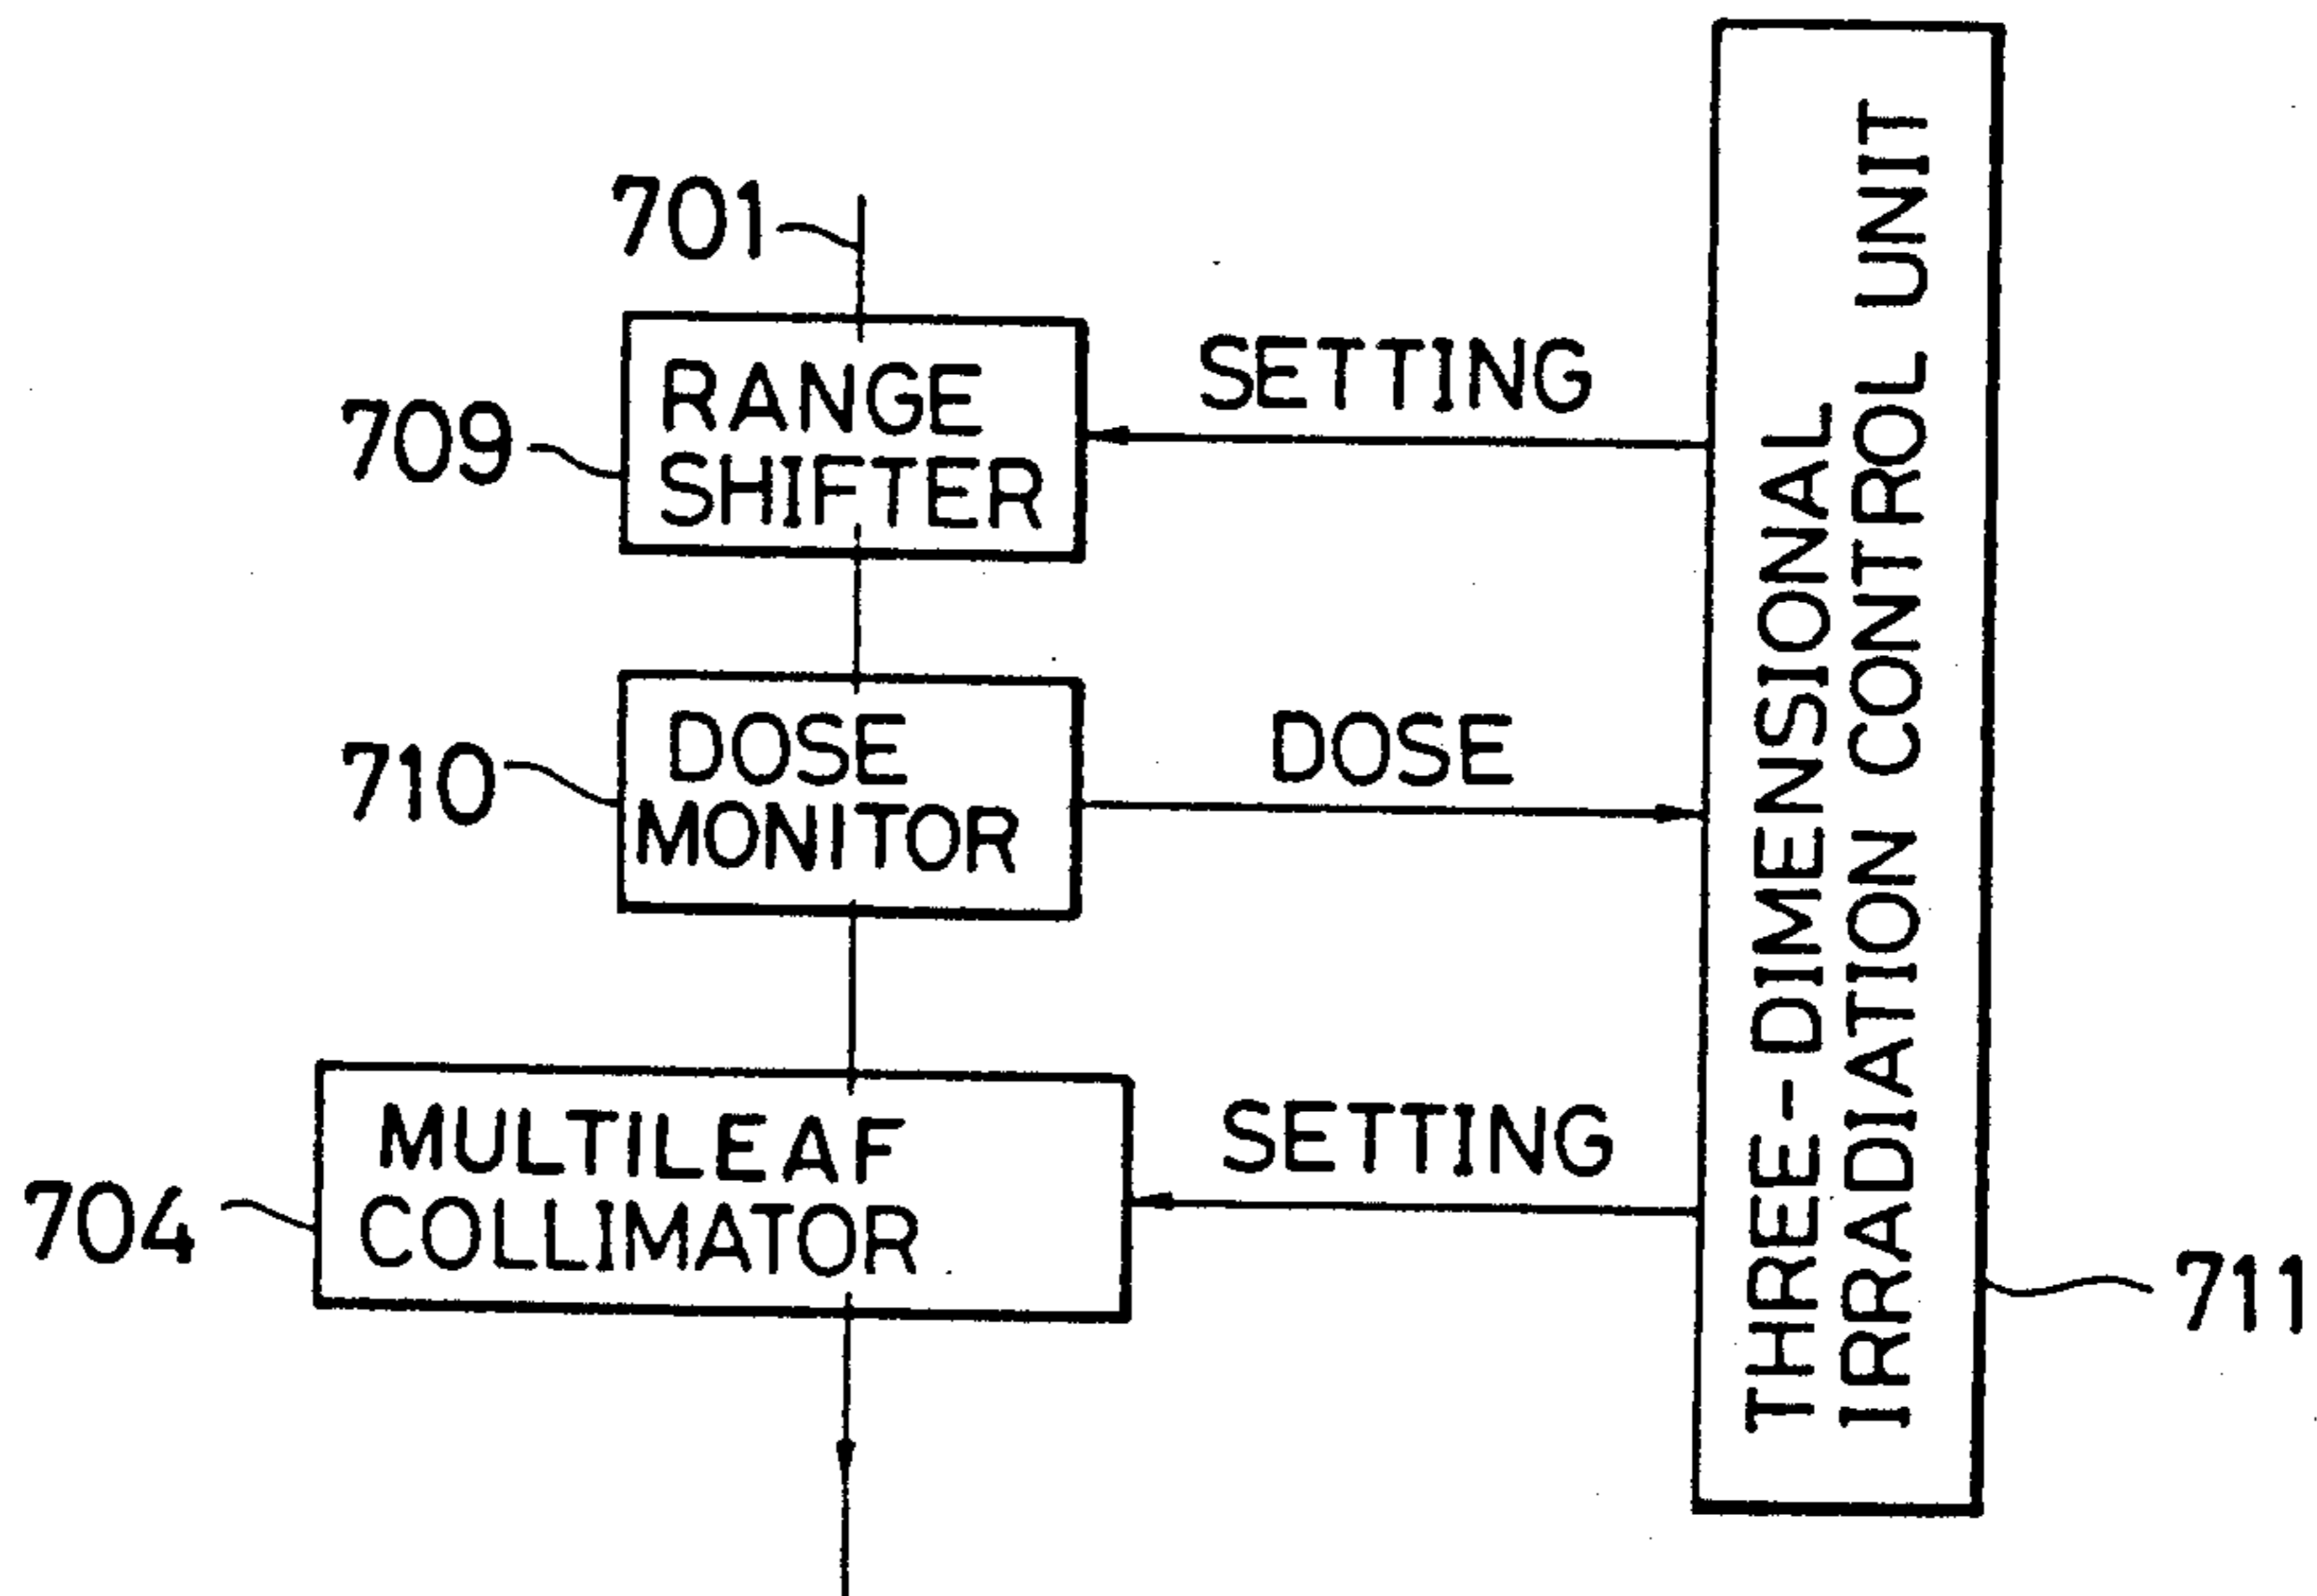 701
709
RANGE
SHIFTER
SETTING
710
DOSE
MONITOR
DOSE
704
MULTILEAF
COLLIMATOR
SETTING
THREE-DIMENSIONAL
IRRADIATION CONTROL UNIT
711